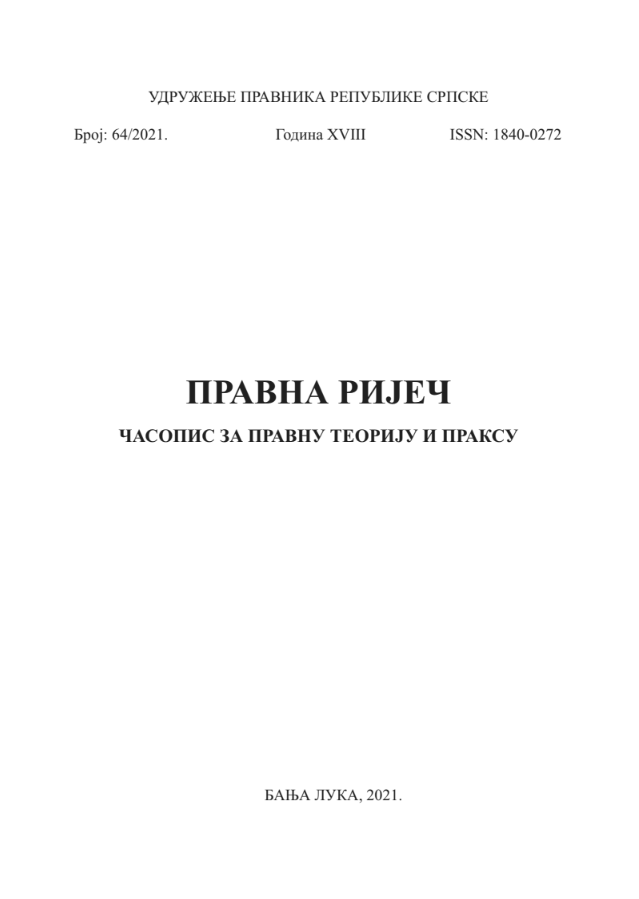 УДРУЖЕЊЕ ПРАВНИКА РЕПУБЛИКЕ СРПСКЕ
Број: 64/2021. Година XVIII ISSN: 1840-0272
ПРАВНА РИЈЕЧ
ЧАСОПИС ЗА ПРАВНУ ТЕОРИЈУ И ПРАКСУ
БАЊА ЛУКА, 2021.